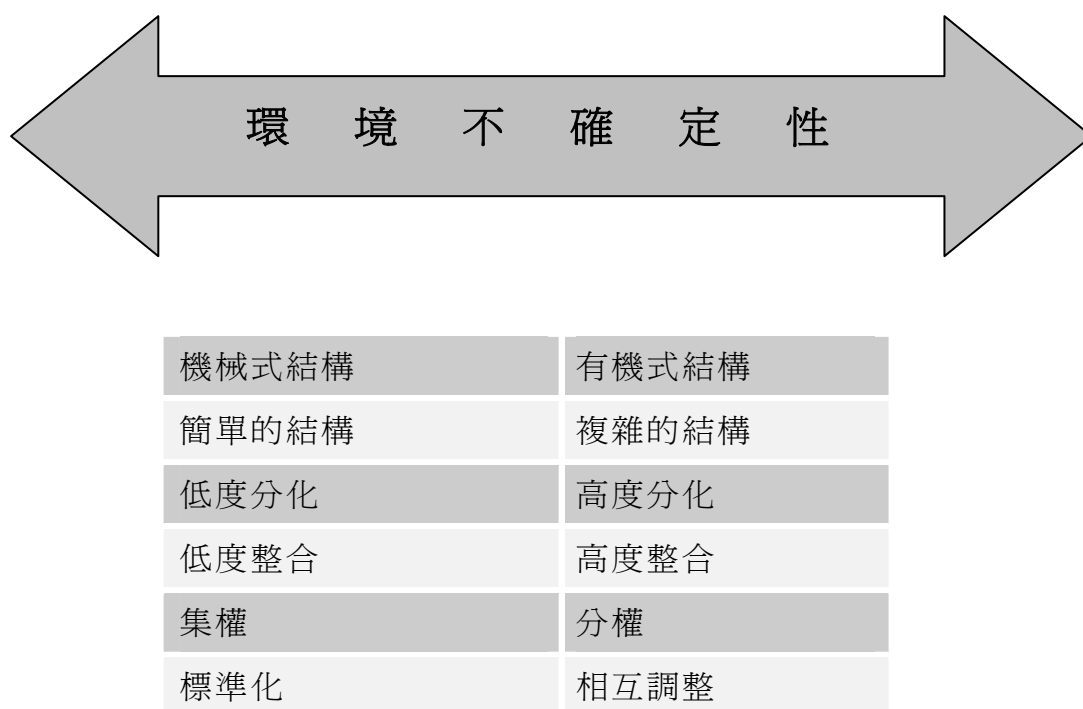 環境不確定性
機械式結構 有機式結構
簡單的結構 複雜的結構
低度分化 高度分化
低度整合 高度整合
集權 分權
標準化 相互調整